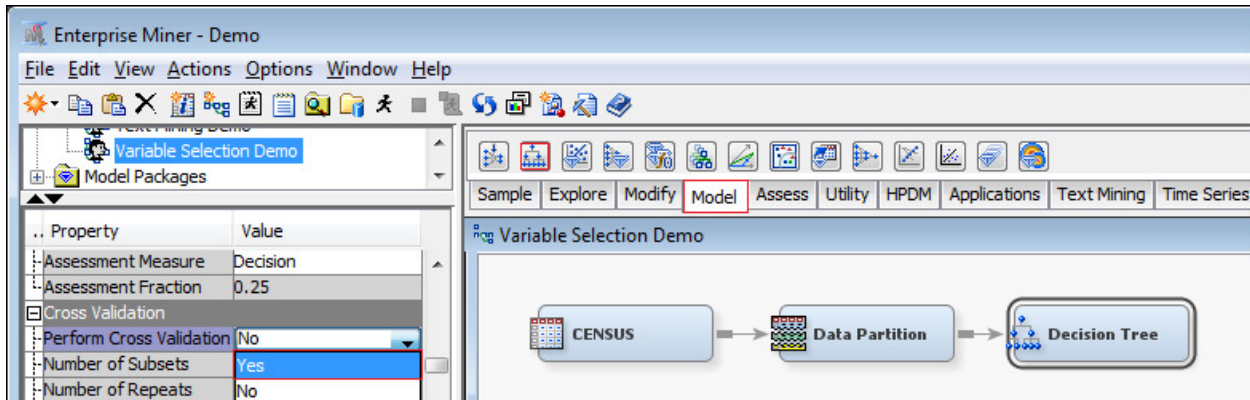 Enterprise Miner - Demo
File Edit View Actions Options Window Help
Text Mining Demo
Variable Selection Demo
Model Packages
Sample Explore Modify Model Assess Utility HPDM Applications Text Mining Time Series
.. Property Value
Variable Selection Demo
Assessment Measure Decision
Assessment Fraction 0.25
Cross Validation
Perform Cross Validation No
Number of Subsets Yes
Number of Repeats No
CENSUS Data Partition Decision Tree